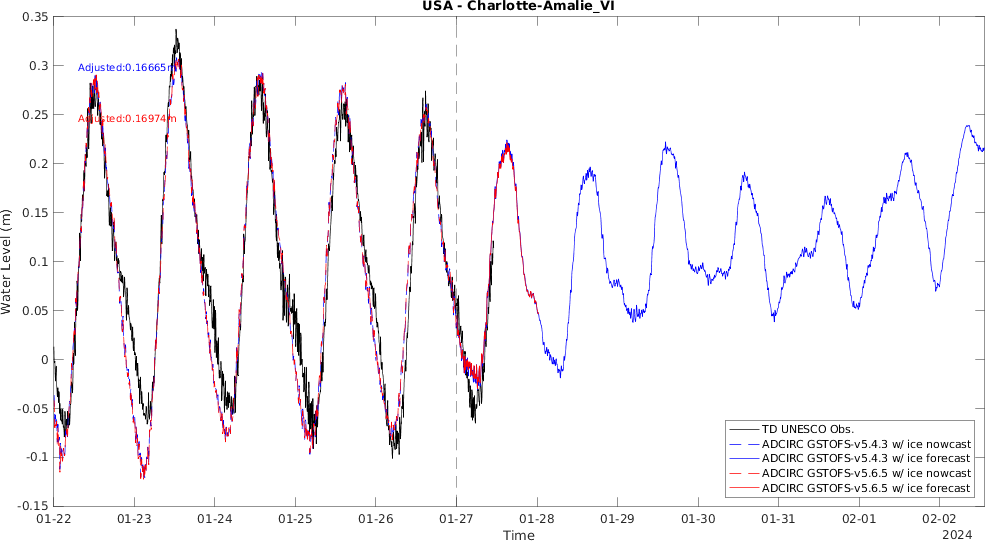 USA - Charlotte-Amalie_VI
0.35
0.3
0.25
0.2
0.15
0.1
0.05
0
-0.05
-0.1
-0.15
Water Level (m)
Adjusted:0.16665m
Adjusted:0.16974m
TD UNESCO Obs.
ADCIRC GSTOFS-v5.4.3 w/ ice nowcast
ADCIRC GSTOFS-v5.4.3 w/ ice forecast
ADCIRC GSTOFS-v5.6.5 w/ ice nowcast
ADCIRC GSTOFS-v5.6.5 w/ ice forecast
01-22 01-23 01-24 01-25 01-26 01-27 01-28 01-29 01-30 01-31 02-01 02-02
Time
2024